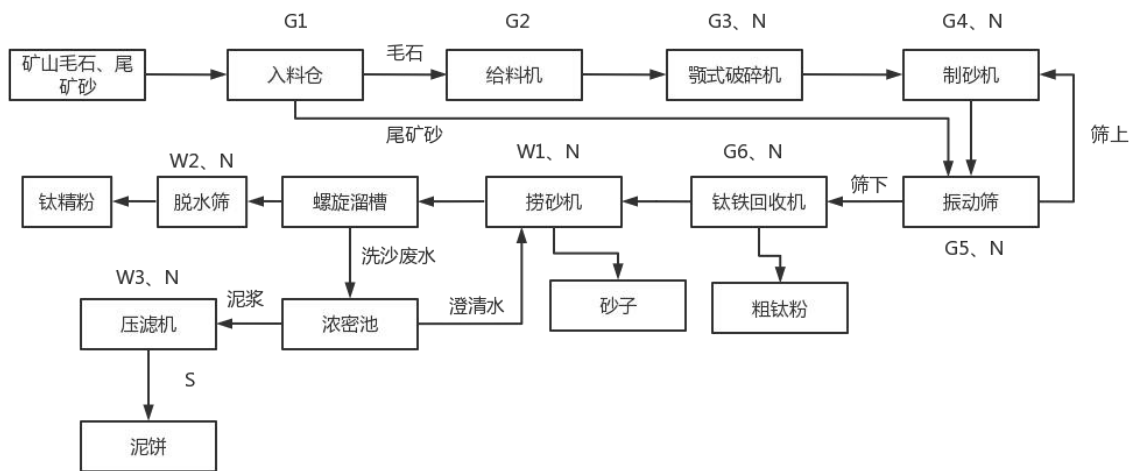 G1
G2
G3、N
G4、N
矿山毛石、尾
矿砂
入料仓
毛石
给料机
颚式破碎机
制砂机
尾矿砂
筛上
W2、N
W1、N
G6、N
钛精粉
脱水筛
螺旋溜槽
捞砂机
钛铁回收机
筛下
振动筛
G5、N
洗沙废水
W3、N
泥浆
压滤机
浓密池
澄清水
砂子
粗钛粉
S
泥饼